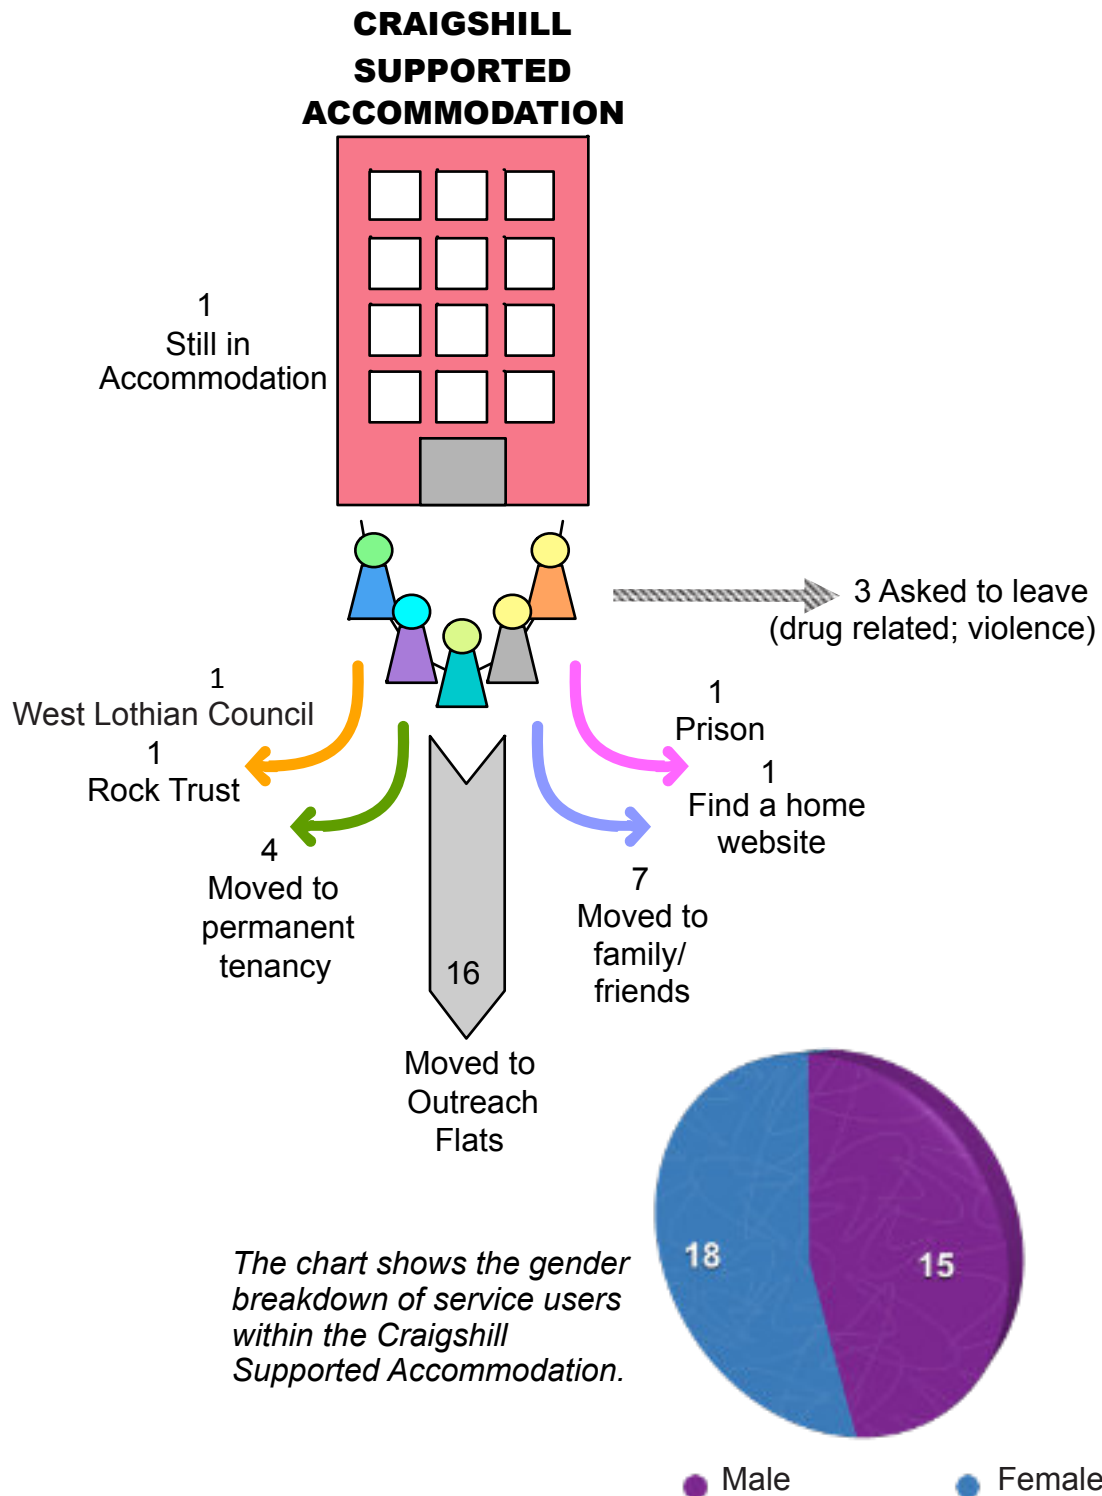 CRAIGSHILL
SUPPORTED
ACCOMMODATION
1
Still in
Accommodation
3 Asked to leave
(drug related; violence)
1
West Lothian Council
1
Rock Trust
1
Prison
1
Find a home
website
4
Moved to
permanent
tenancy
7
Moved to
family/
friends
16
Moved to
Outreach
Flats
The chart shows the gender
breakdown of service users
within the Craigshill
Supported Accommodation.
18
15
Male
Female